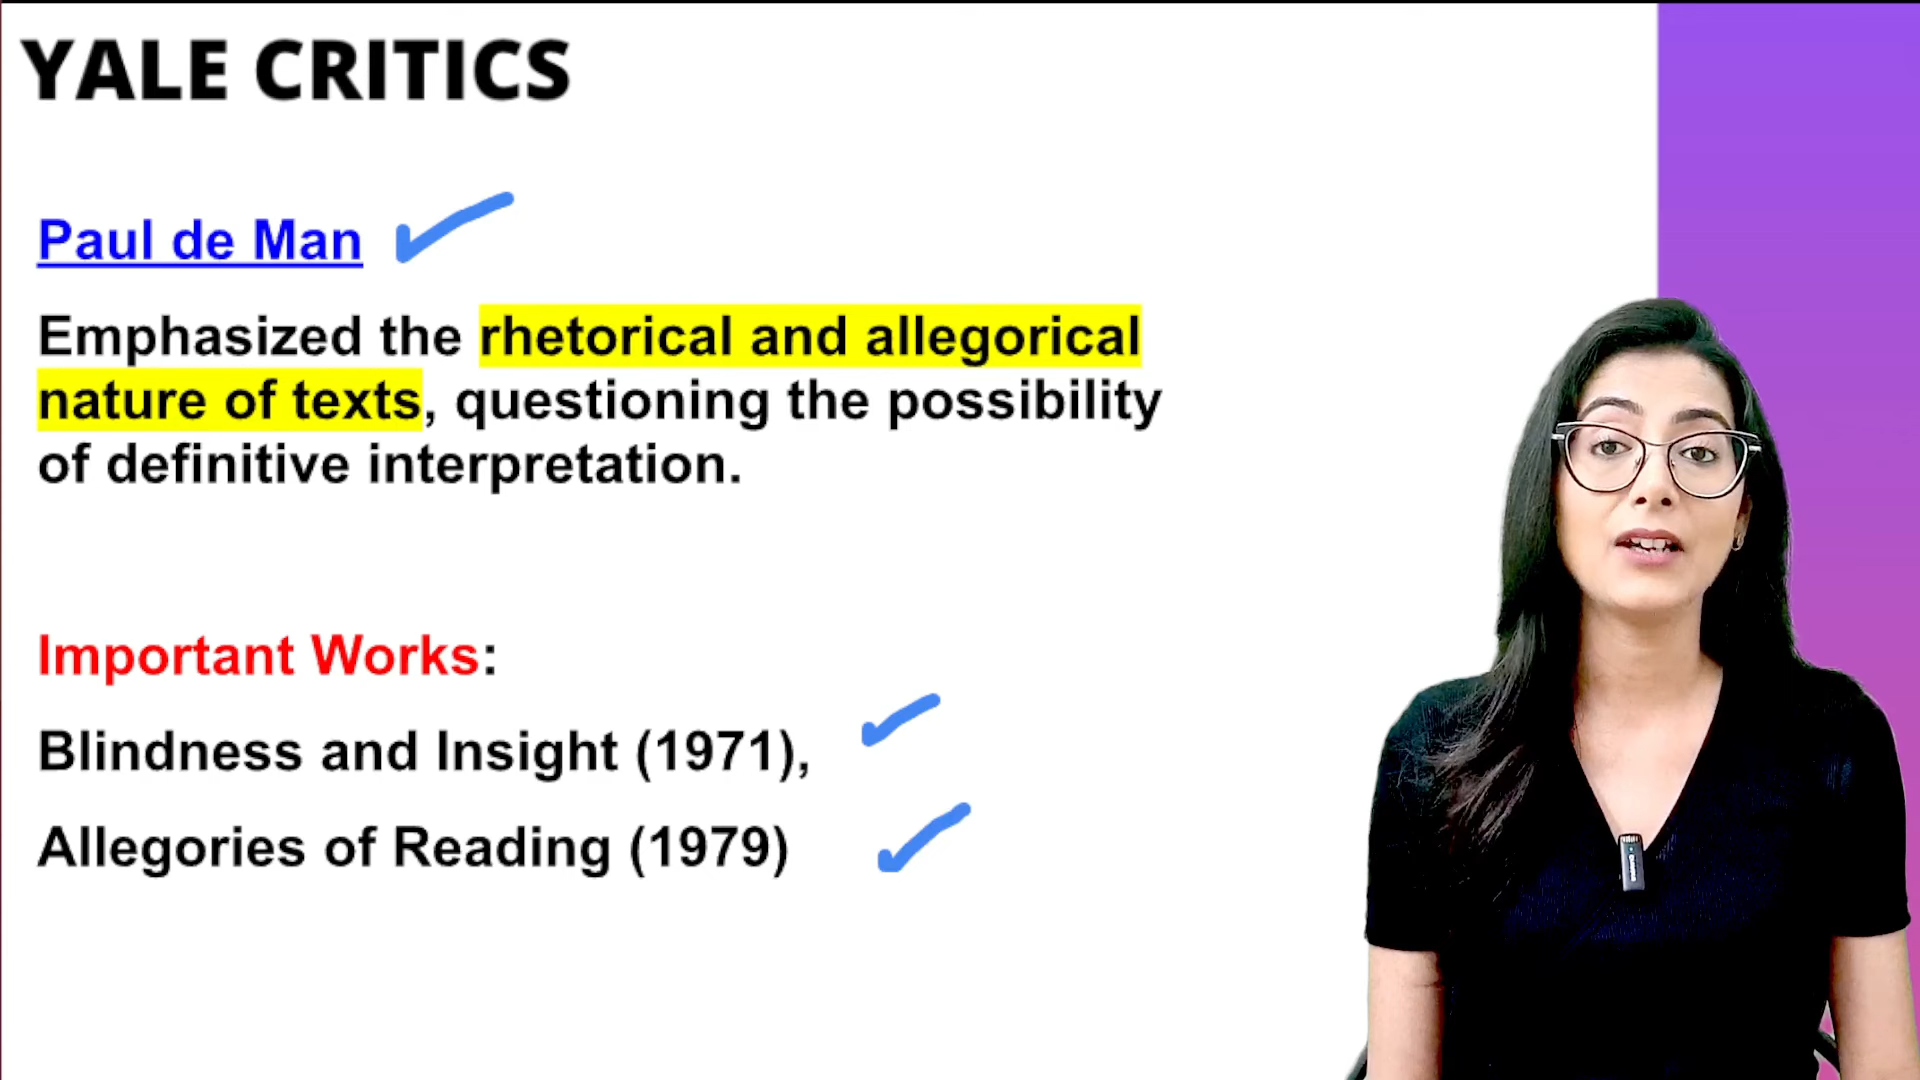 YALE CRITICS
Paul de Man
Emphasized the rhetorical and allegorical
nature of texts, questioning the possibility
of definitive interpretation.
Important Works:
Blindness and Insight (1971),
Allegories of Reading (1979)